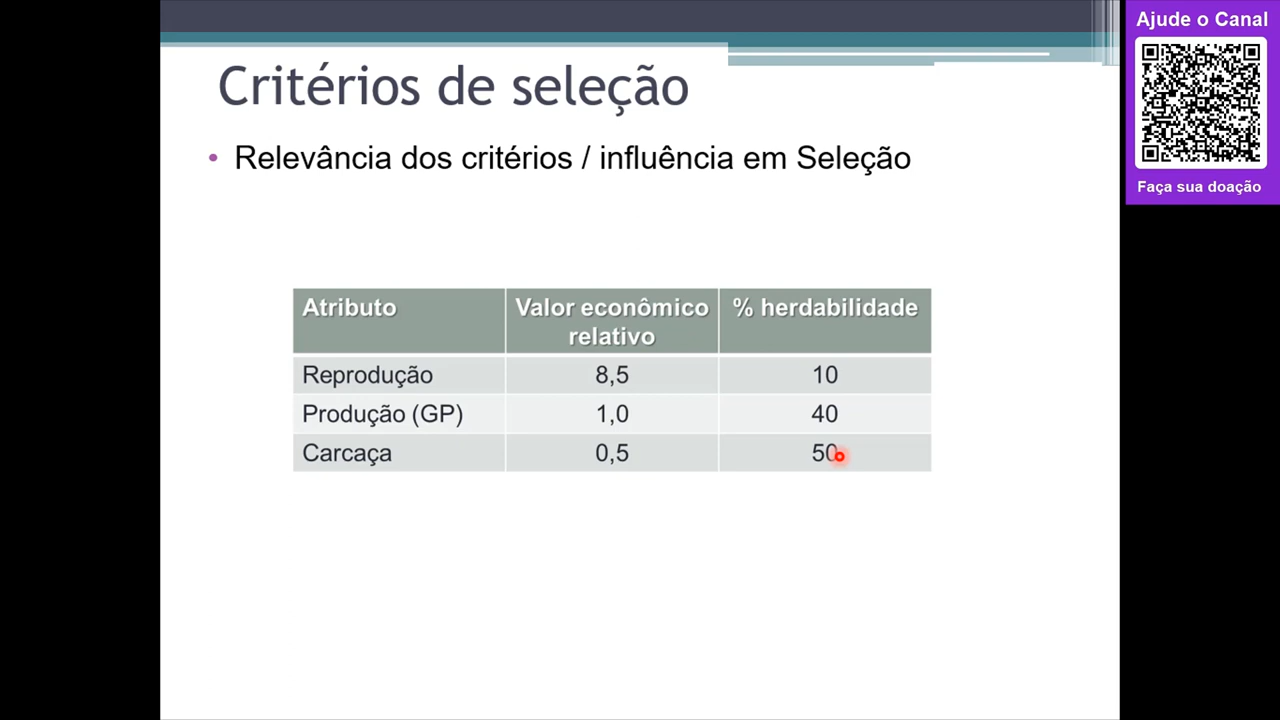 Critérios de seleção
• Relevância dos critérios / influência em Seleção
Atributo Valor econômico relativo % herdabilidade
Reprodução 8,5 10
Produção (GP) 1,0 40
Carcaça 0,5 50
Ajude o Canal
Faça sua doação